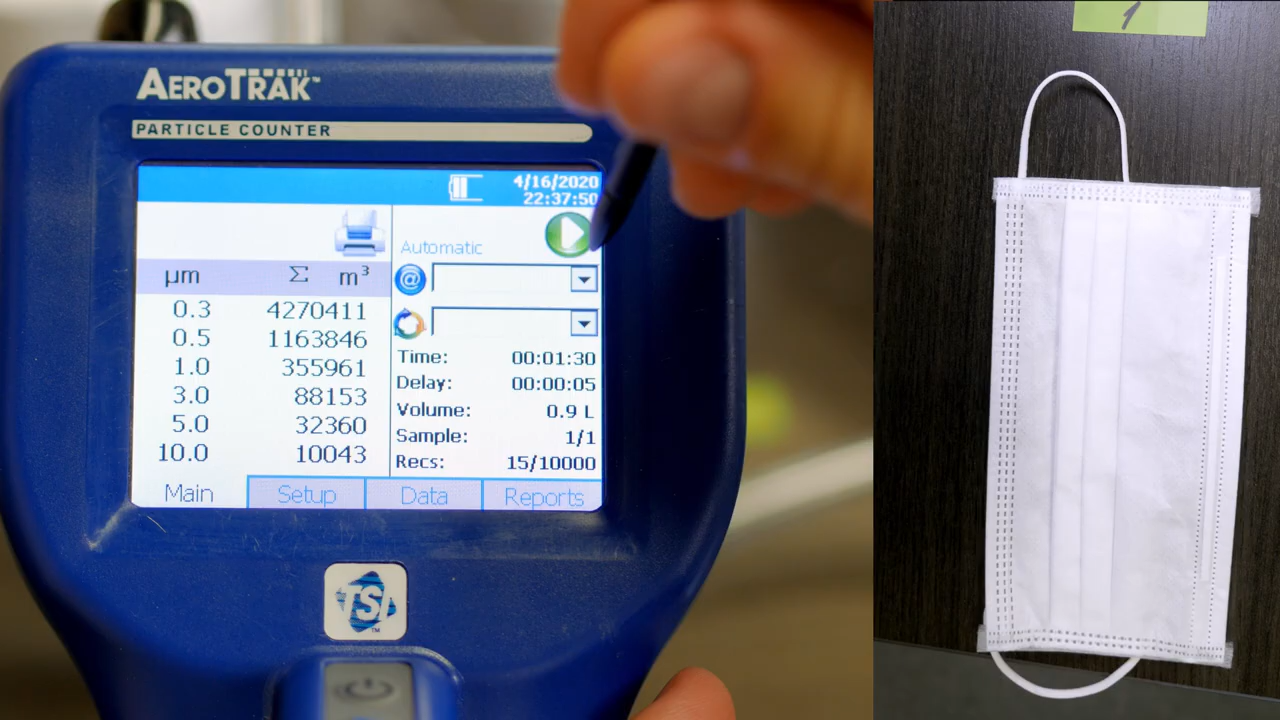 AEROTRAK™
PARTICLE COUNTER
4/16/2020
22:37:50
Automatic
µm Σ m³
@
0.3 4270411
0.5 1163846
1.0 355961
3.0 88153
5.0 32360
10.0 10043
Time: 00:01:30
Delay: 00:00:05
Volume: 0.9 L
Sample: 1/1
Recs: 15/10000
Main Setup Data Reports
TSI™
1